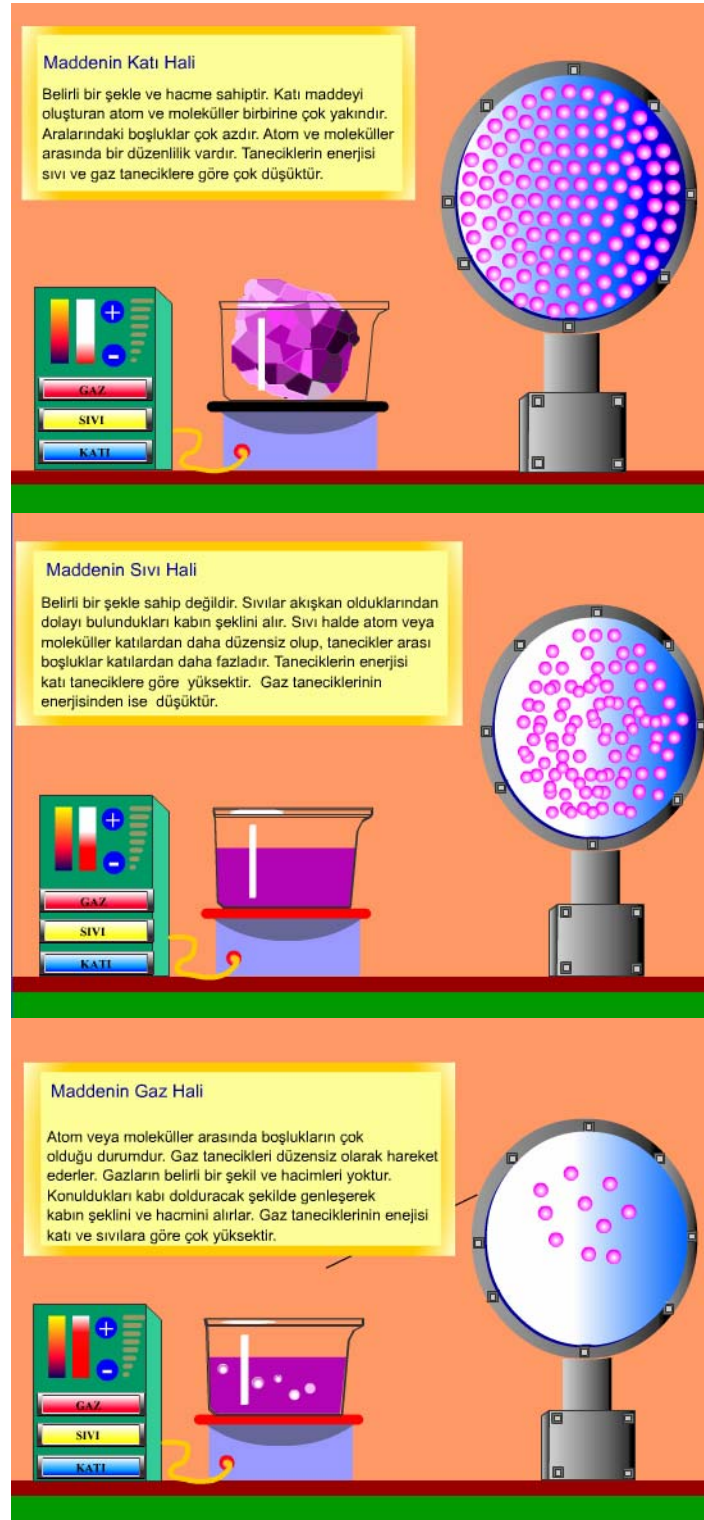 Maddenin Katı Hali
Belirli bir şekle ve hacme sahiptir. Katı maddeyi
oluşturan atom ve moleküller birbirine çok yakındır.
Aralarındaki boşluklar çok azdır. Atom ve moleküller
arasında bir düzenlilik vardır. Taneciklerin enerjisi
sıvı ve gaz taneciklere göre çok düşüktür.
+
-
GAZ
SIVI
KATI
Maddenin Sıvı Hali
Belirli bir şekle sahip değildir. Sıvılar akışkan olduklarından
dolayı bulundukları kabın şeklini alır. Sıvı halde atom veya
moleküller katılardan daha düzensiz olup, tanecikler arası
boşluklar katılardan daha fazladır. Taneciklerin enerjisi
katı taneciklere göre yüksektir. Gaz taneciklerinin
enerjisinden ise düşüktür.
+
-
GAZ
SIVI
KATI
Maddenin Gaz Hali
Atom veya moleküller arasında boşlukların çok
olduğu durumdur. Gaz tanecikleri düzensiz olarak hareket
ederler. Gazların belirli bir şekil ve hacimleri yoktur.
Konuldukları kabı dolduracak şekilde genleşerek
kabın şeklini ve hacmini alırlar. Gaz taneciklerinin enejisi
katı ve sıvılara göre çok yüksektir.
+
-
GAZ
SIVI
KATI